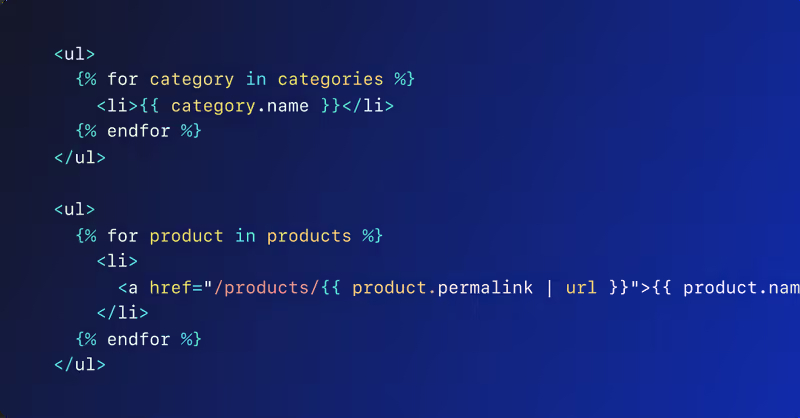 <ul>
  {% for category in categories %}
    <li>{{ category.name }}</li>
  {% endfor %}
</ul>

<ul>
  {% for product in products %}
    <li>
      <a href="/products/{{ product.permalink | url }}">{{ product.nam
    </li>
  {% endfor %}
</ul>